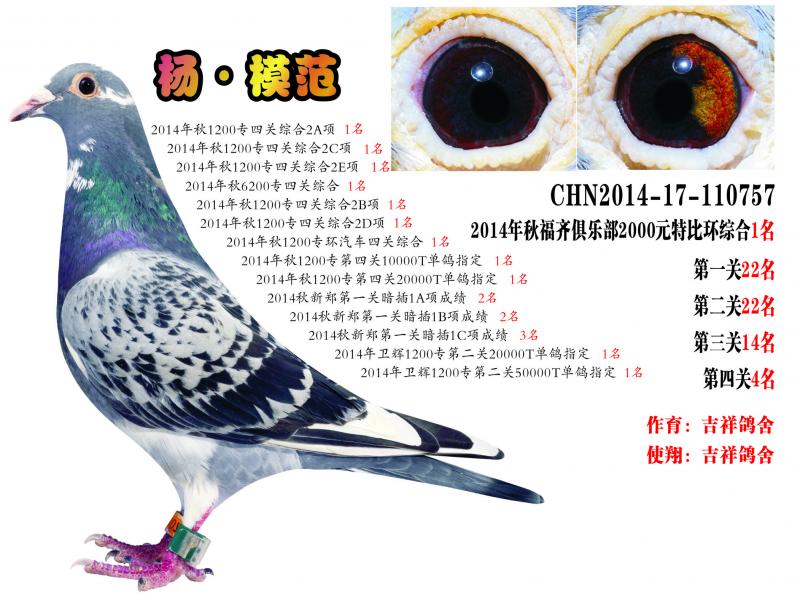 杨·模范
2014年秋1200专四关综合2A项 1名
2014年秋1200专四关综合2C项 1名
2014年秋1200专四关综合2E项 1名
2014年秋6200专四关综合 1名
2014年秋1200专四关综合2B项 1名
2014年秋1200专四关综合2D项 1名
2014年秋1200专环汽车四关综合 1名
2014年秋1200专第四关10000T单鸽指定 1名
2014年秋1200专第四关20000T单鸽指定 1名
2014秋新郑第一关暗插1A项成绩 2名
2014秋新郑第一关暗插1B项成绩 2名
2014秋新郑第一关暗插1C项成绩 3名
2014年卫辉1200专第二关20000T单鸽指定 1名
2014年卫辉1200专第二关50000T单鸽指定 1名
CHN2014-17-110757
2014年秋福齐俱乐部2000元特比环综合1名
第一关22名
第二关22名
第三关14名
第四关4名
作育：吉祥鸽舍
使翔：吉祥鸽舍